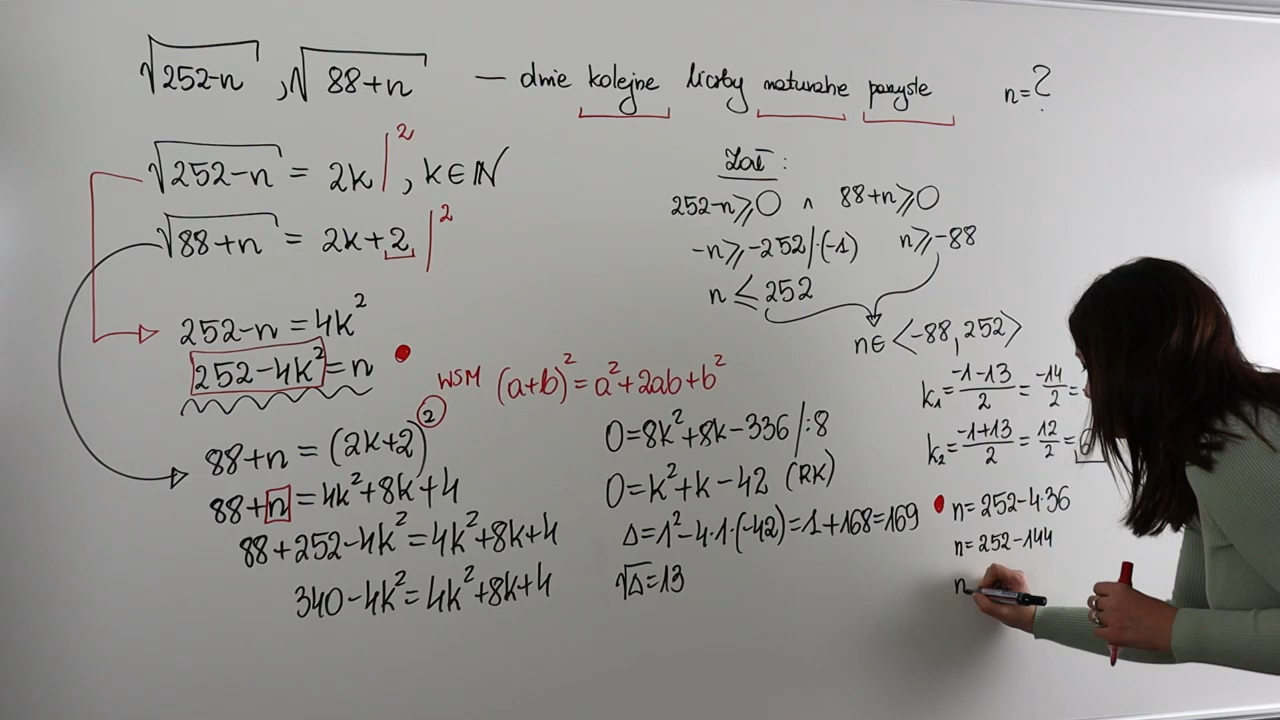 √252-n , √88+n — dwie kolejne liczby naturalne parzyste n=?
√252-n = 2k |², k∈ℕ
√88+n = 2k+2 |²
252-n = 4k²
252-4k² = n
88+n = (2k+2)²
88+n = 4k²+8k+4
88+252-4k² = 4k²+8k+4
340-4k² = 4k²+8k+4
WSM (a+b)² = a²+2ab+b²
0=8k²+8k-336 /:8
0=k²+k-42 (RK)
Δ=1²-4·1·(-42)=1+168=169
√Δ=13
Zał:
252-n⩾0 ∧ 88+n⩾0
-n⩾-252/·(-1) n⩾-88
n⩽252
n∈<-88,252>
k₁=(-1-13)/2=-14/2=
k₂=(-1+13)/2=12/2=6
n=252-4·36
n=252-144
n